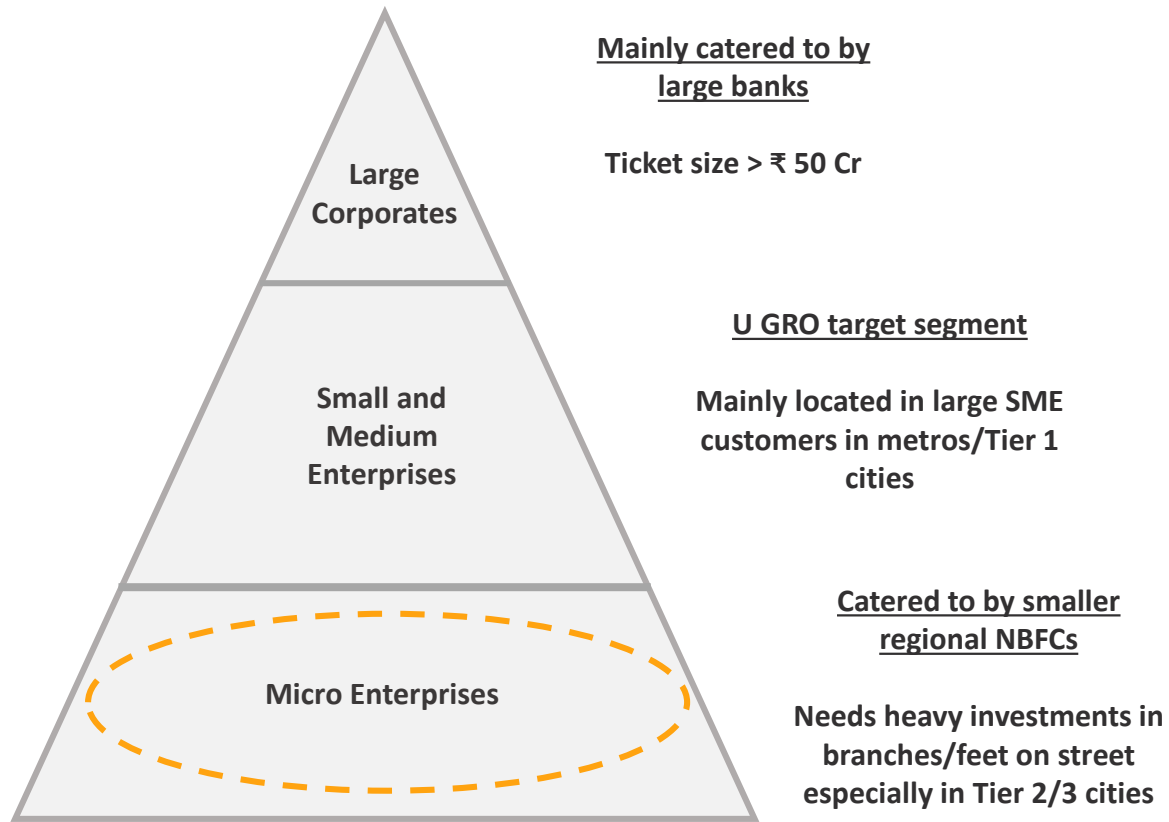 Mainly catered to by
large banks
Ticket size > ₹ 50 Cr
Large
Corporates
U GRO target segment
Mainly located in large SME
customers in metros/Tier 1
cities
Small and
Medium
Enterprises
Catered to by smaller
regional NBFCs
Needs heavy investments in
branches/feet on street
especially in Tier 2/3 cities
Micro Enterprises